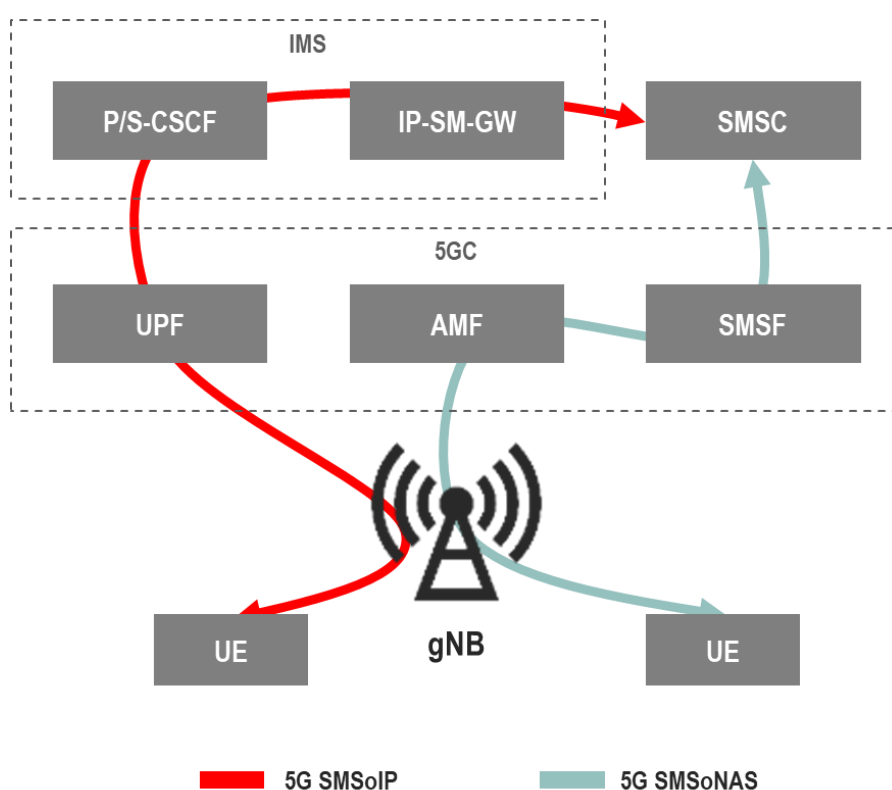 IMS
P/S-CSCF
IP-SM-GW
SMSC
5GC
UPF
AMF
SMSF
gNB
UE
UE
5G SMSoIP
5G SMSoNAS